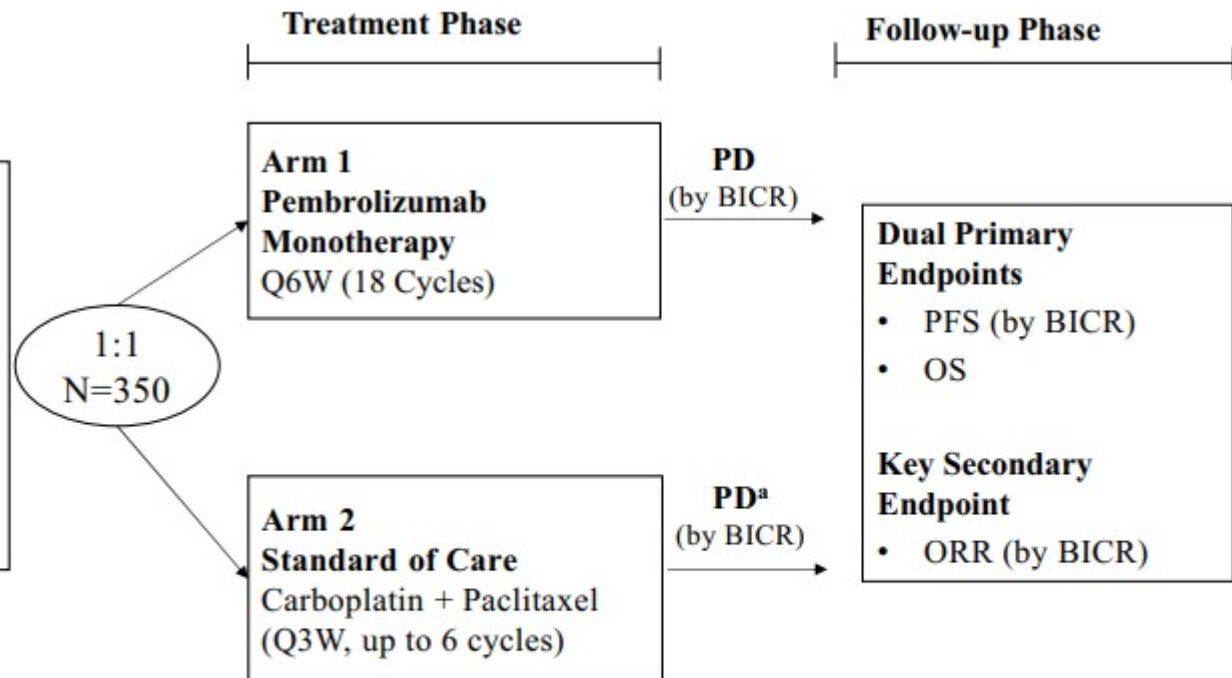 Treatment Phase
Follow-up Phase
1:1
N=350
Arm 1
Pembrolizumab
Monotherapy
Q6W (18 Cycles)
PD
(by BICR)
Arm 2
Standard of Care
Carboplatin + Paclitaxel
(Q3W, up to 6 cycles)
PDᵃ
(by BICR)
Dual Primary
Endpoints
• PFS (by BICR)
• OS
Key Secondary
Endpoint
• ORR (by BICR)